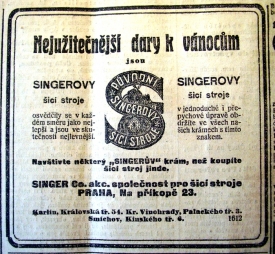 Nejužitečnější dary k vánocům
jsou
SINGEROVY
šicí stroje
osvědčily se v každém
směru jako nejlepší
a jsou ve skutečnosti
nejlevnější.
PŮVODNÍ
SINGEROVY
ŠICÍ STROJE
SINGEROVY
šicí stroje
v jednoduché i přepychové
úpravě obdržíte
ve všech našich
krámech s tímto
znakem.
Navštivte některý „SINGERŮV" krám, než koupíte
šicí stroj jinde.
SINGER Co. akc. společnost pro šicí stroje
PRAHA, Na příkopě 23.
Karlín, Královská tř. 54. Kr. Vinohrady, Palackého tř. 3.
Smíchov, Kinského tř. 6.
1612